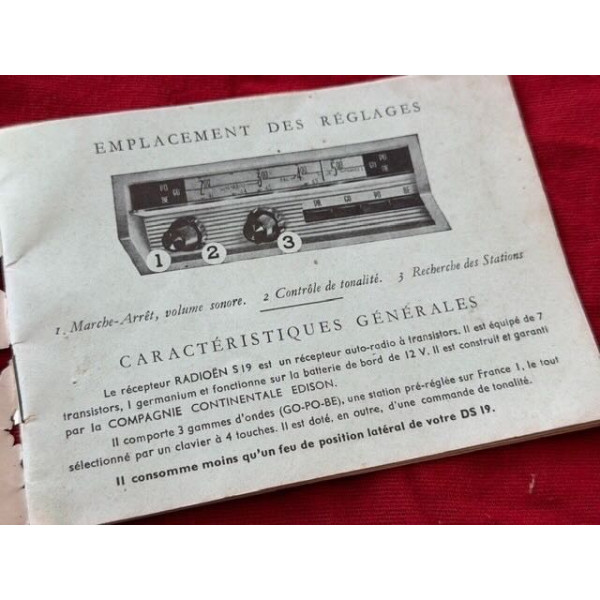 EMPLACEMENT DES RÉGLAGES
1 2 3
1. Marche-Arrêt, volume sonore. 2 Contrôle de tonalité. 3 Recherche des Stations
CARACTÉRISTIQUES GÉNÉRALES
Le récepteur RADIOËN S 19 est un récepteur auto-radio à transistors. Il est équipé de 7
transistors, 1 germanium et fonctionne sur la batterie de bord de 12 V. Il est construit et garanti
par la COMPAGNIE CONTINENTALE EDISON.
Il comporte 3 gammes d'ondes (GO-PO-BE), une station pré-réglée sur France 1, le tout
sélectionné par un clavier à 4 touches. Il est doté, en outre, d'une commande de tonalité.
Il consomme moins qu'un feu de position latéral de votre DS 19.